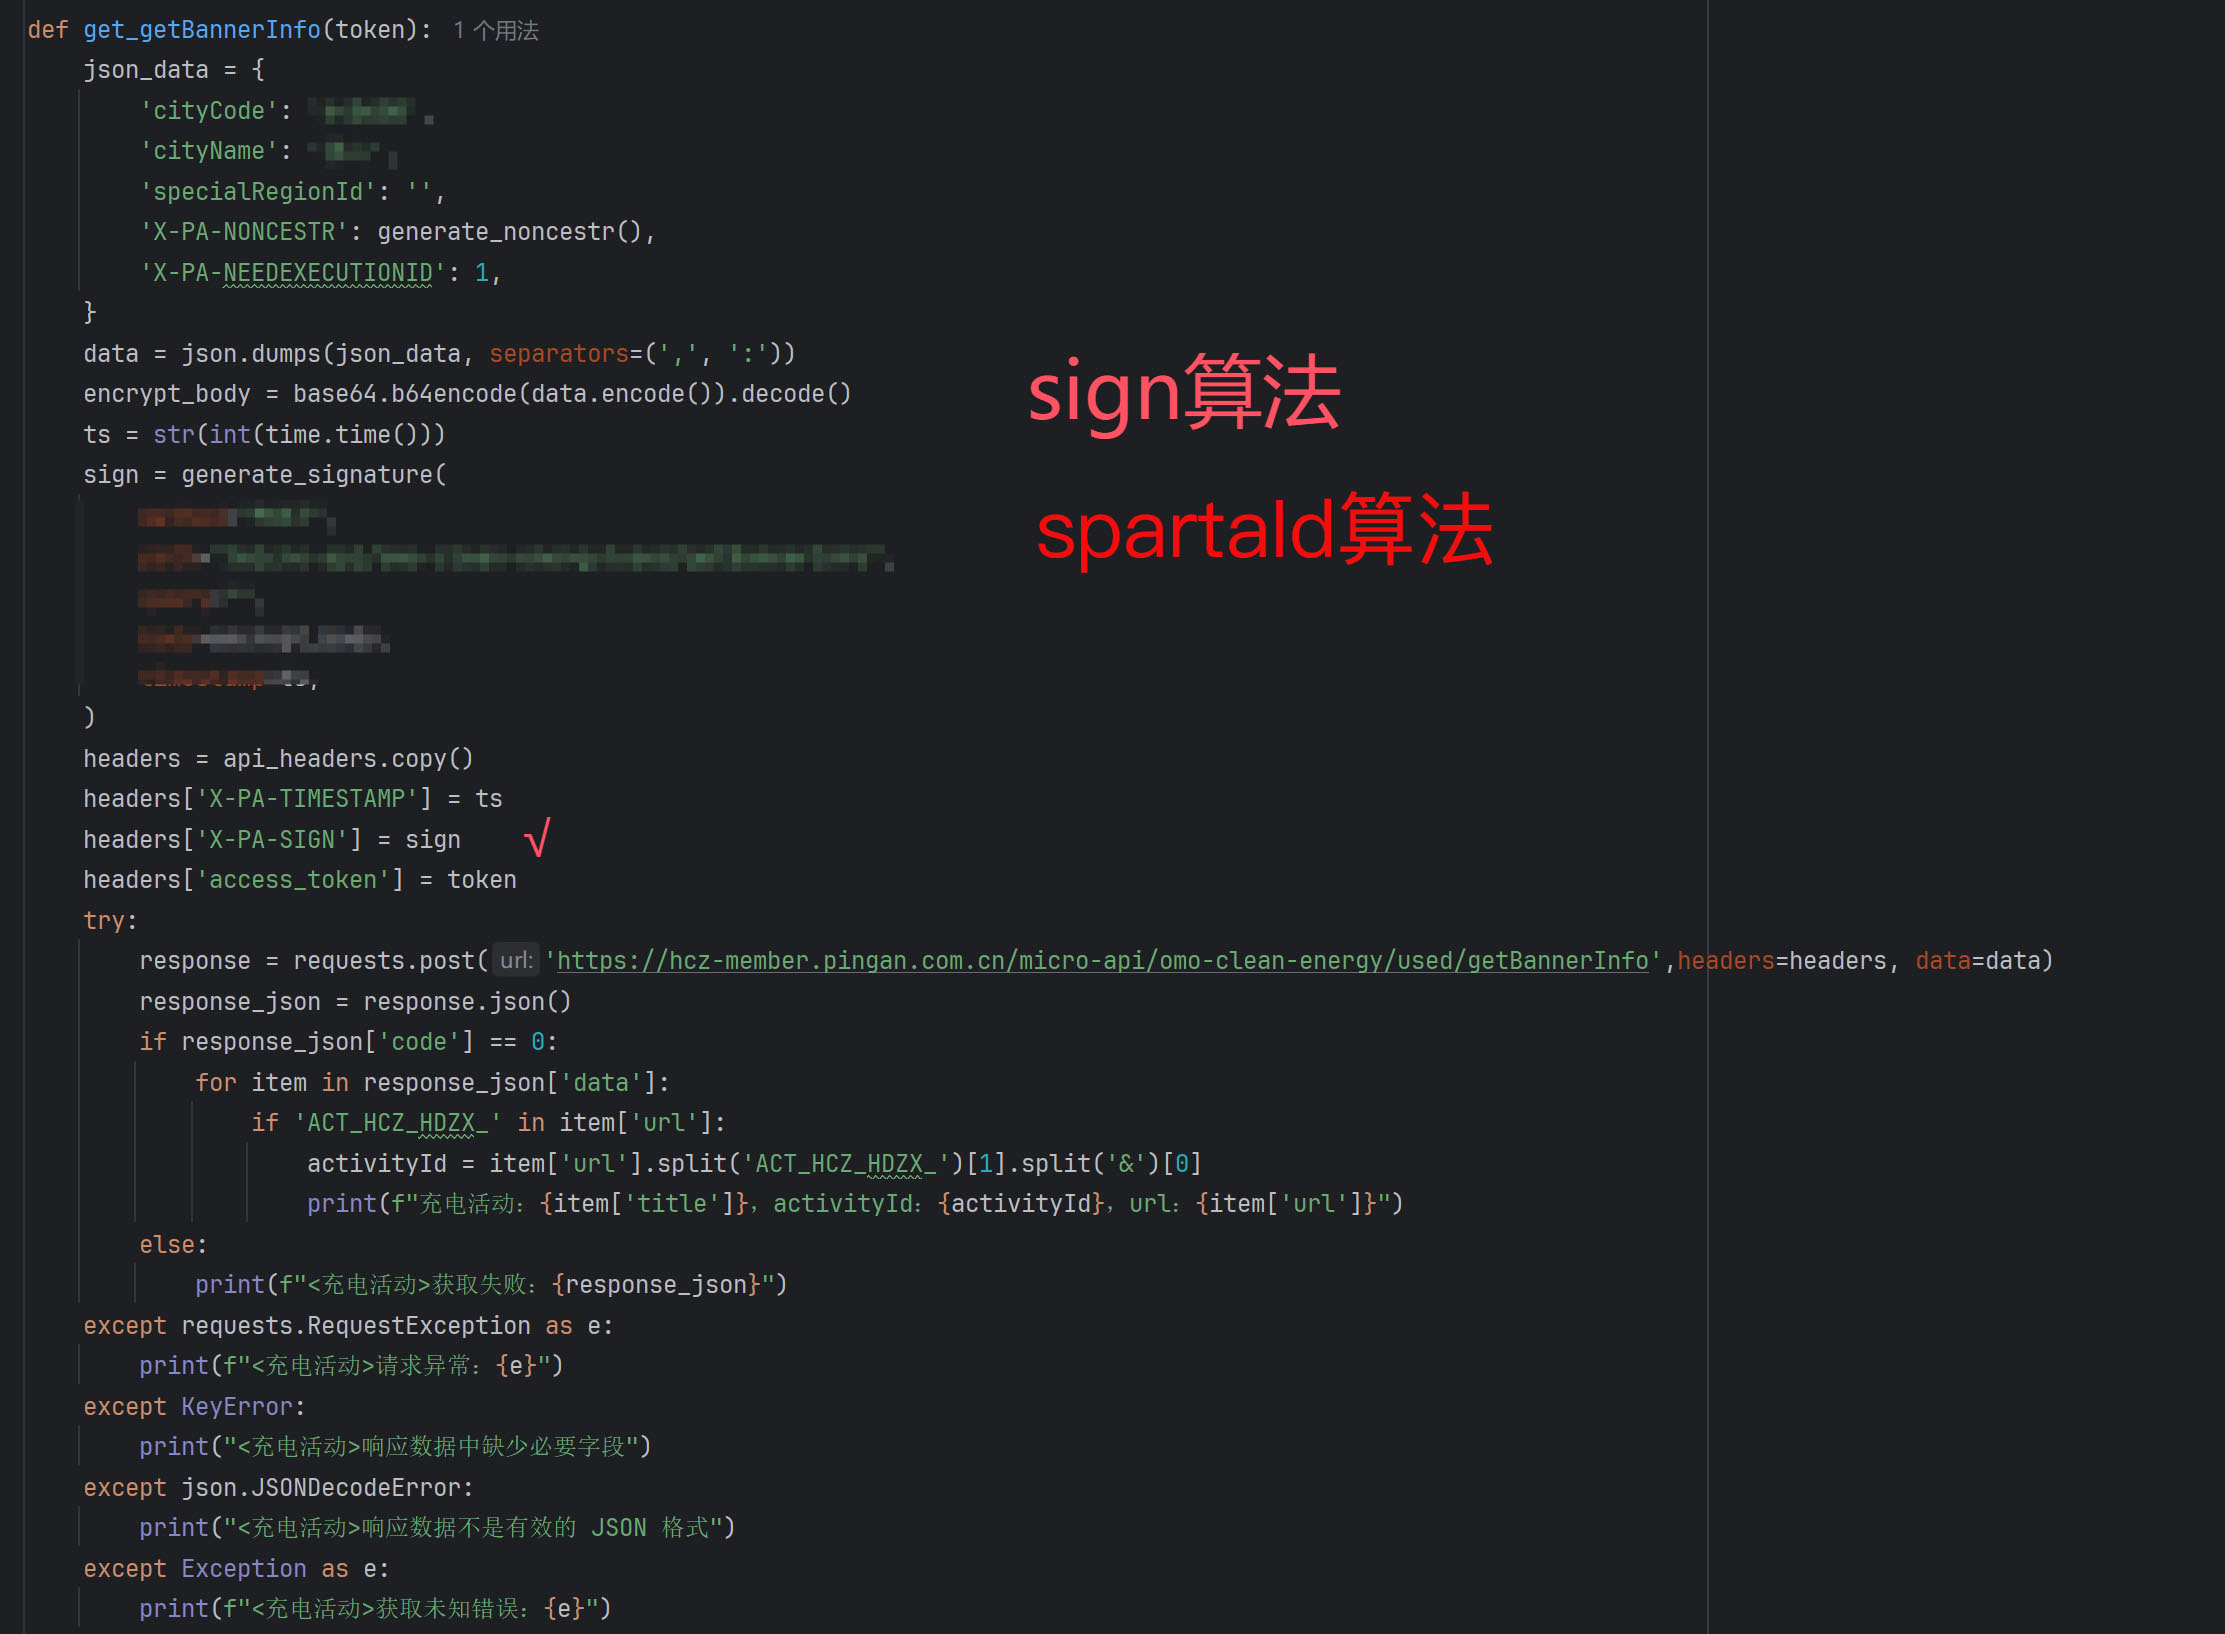 def get_getBannerInfo(token): 1 个用法
json_data = {
'cityCode':
'cityName':
'specialRegionId': '',
'X-PA-NONCESTR': generate_noncestr(),
'X-PA-NEEDEXECUTIONID': 1,
}
data = json.dumps(json_data, separators=(',', ':'))
encrypt_body = base64.b64encode(data.encode()).decode()
sign算法
ts = str(int(time.time()))
sign = generate_signature(
spartald算法
)
headers = api_headers.copy()
headers['X-PA-TIMESTAMP'] = ts
headers['X-PA-SIGN'] = sign √
headers['access_token'] = token
try:
response = requests.post( url: 'https://hcz-member.pingan.com.cn/micro-api/omo-clean-energy/used/getBannerInfo',headers=headers, data=data)
response_json = response.json()
if response_json['code'] == 0:
for item in response_json['data']:
if 'ACT_HCZ_HDZX_' in item['url']:
activityId = item['url'].split('ACT_HCZ_HDZX_')[1].split('&')[0]
print(f"充电活动：{item['title']}，activityId：{activityId}，url：{item['url']}")
else:
print(f"<充电活动>获取失败：{response_json}")
except requests.RequestException as e:
print(f"<充电活动>请求异常：{e}")
except KeyError:
print("<充电活动>响应数据中缺少必要字段")
except json.JSONDecodeError:
print("<充电活动>响应数据不是有效的 JSON 格式")
except Exception as e:
print(f"<充电活动>获取未知错误：{e}")